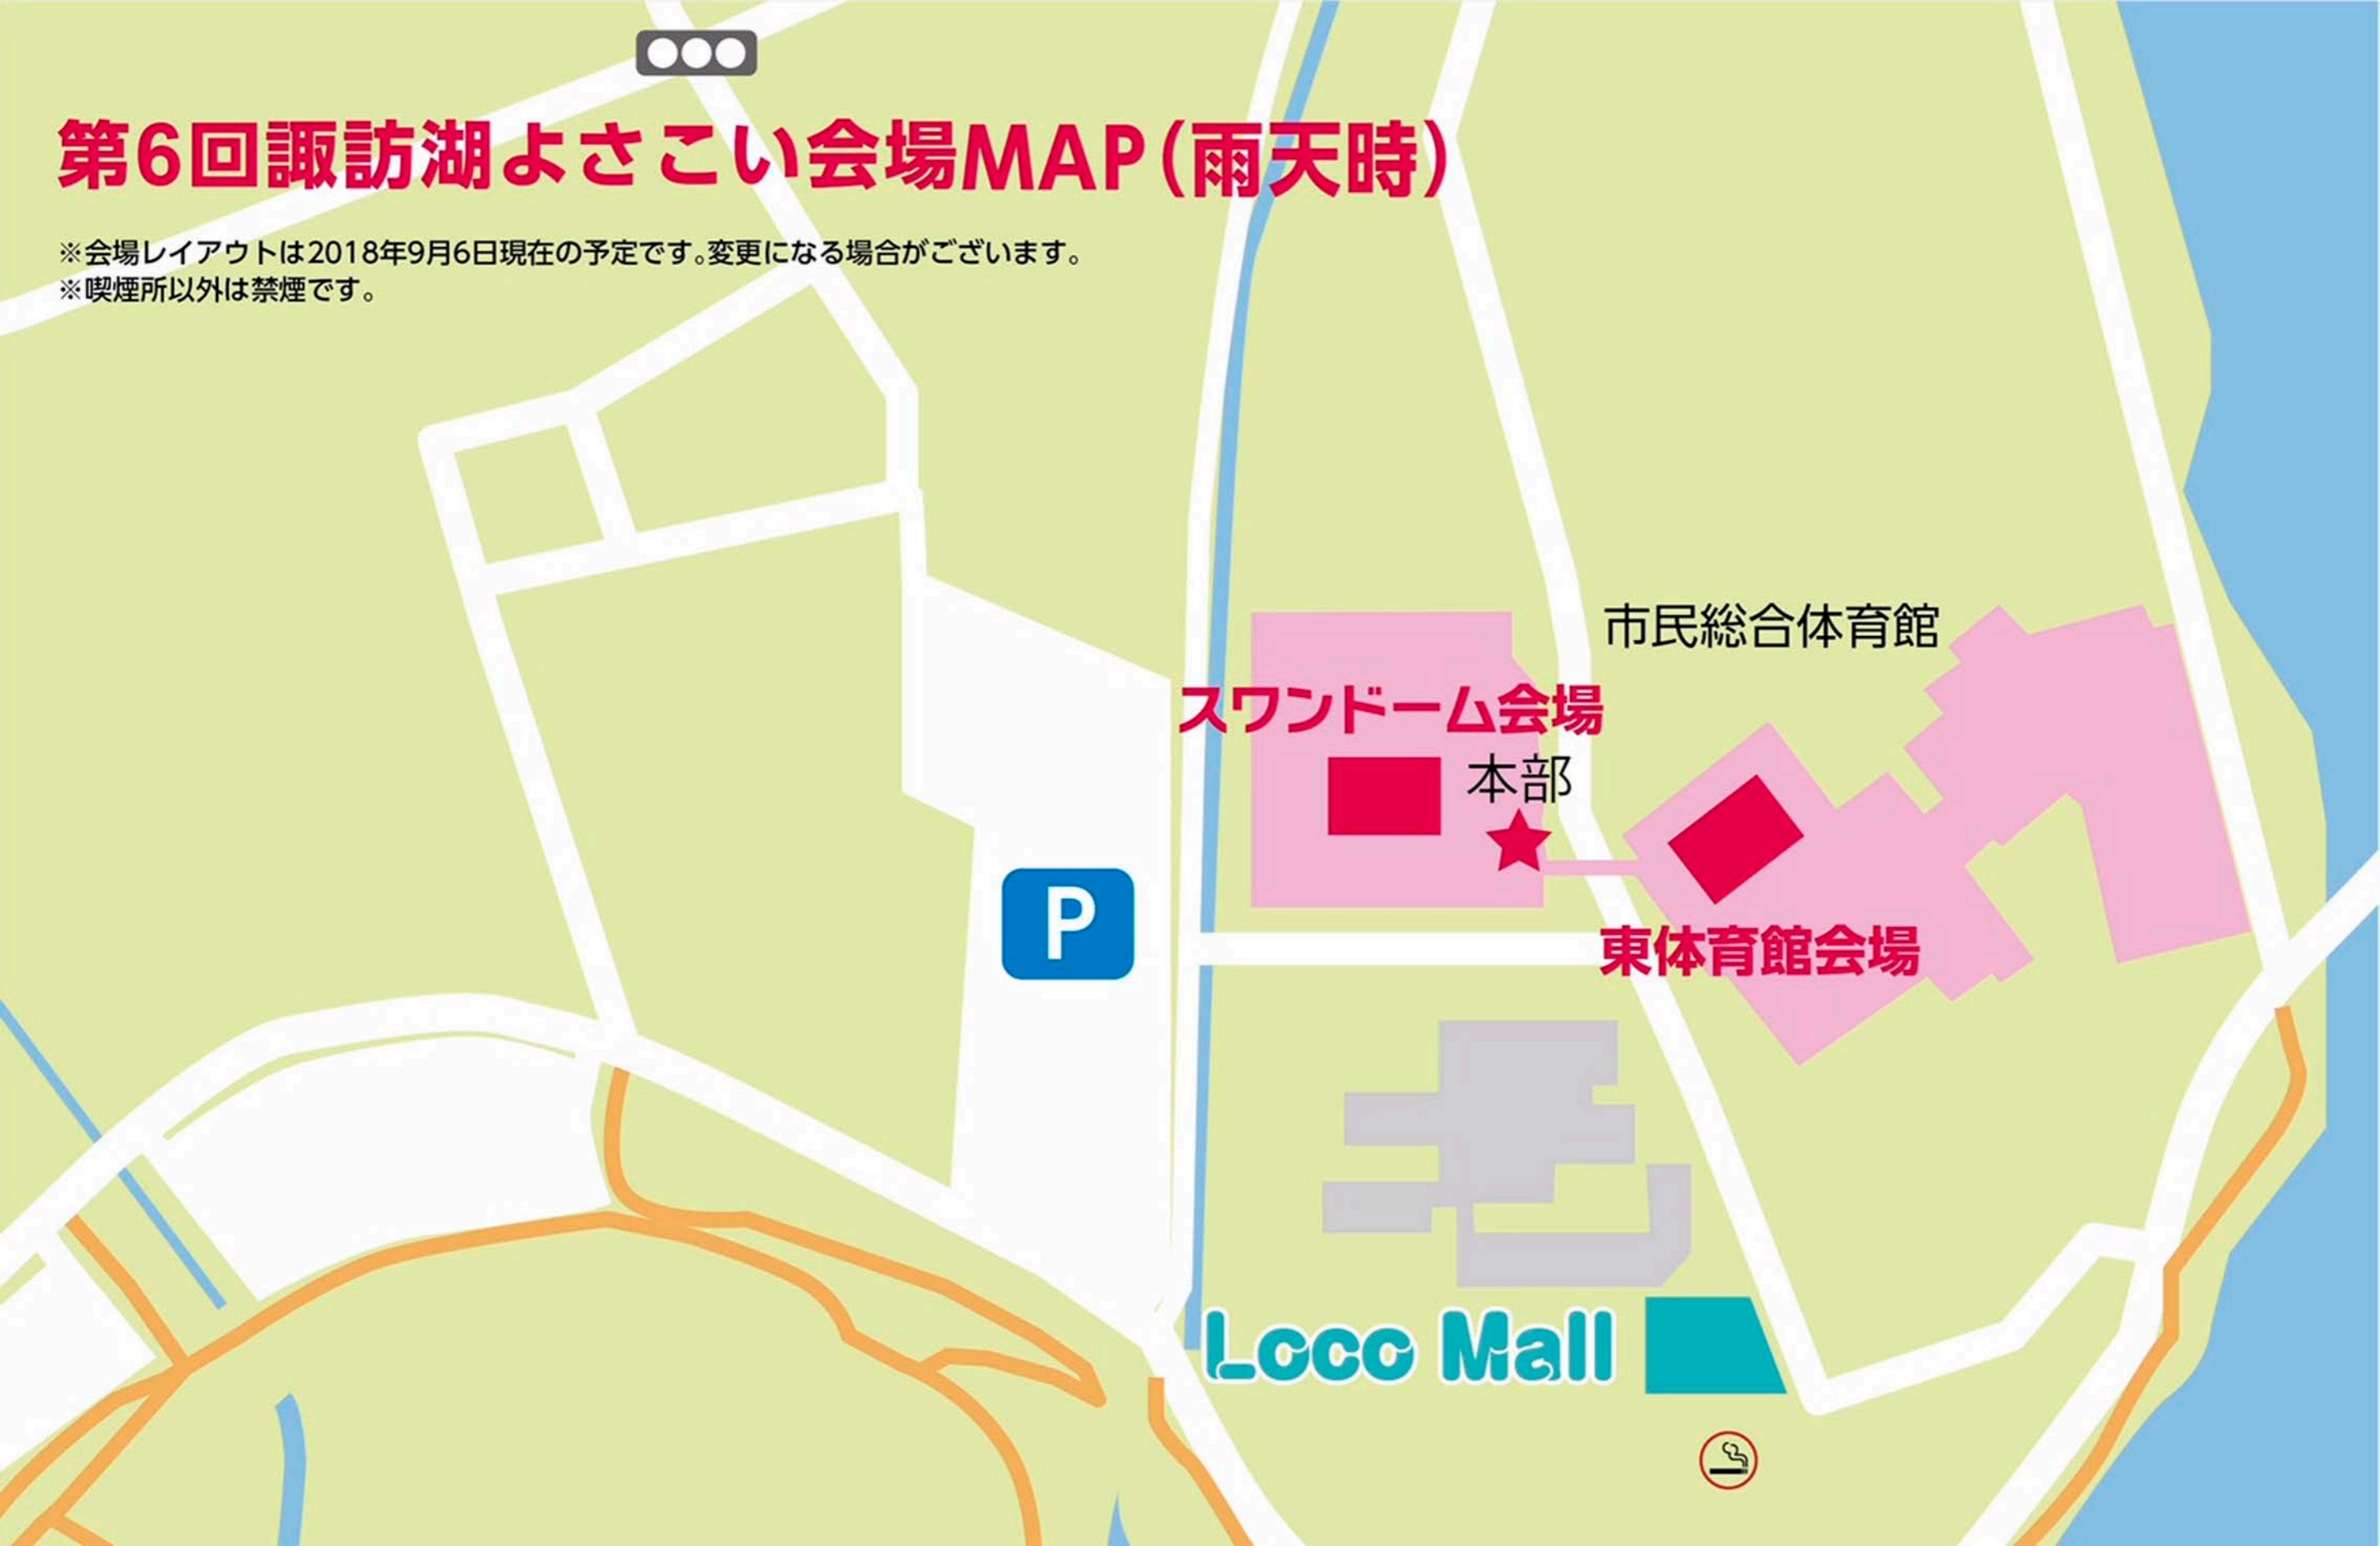 第6回諏訪湖よさこい会場MAP(雨天時)
※会場レイアウトは2018年9月6日現在の予定です。変更になる場合がございます。
※喫煙所以外は禁煙です。
市民総合体育館
スワンドーム会場
本部
P
東体育館会場
Loco Mall